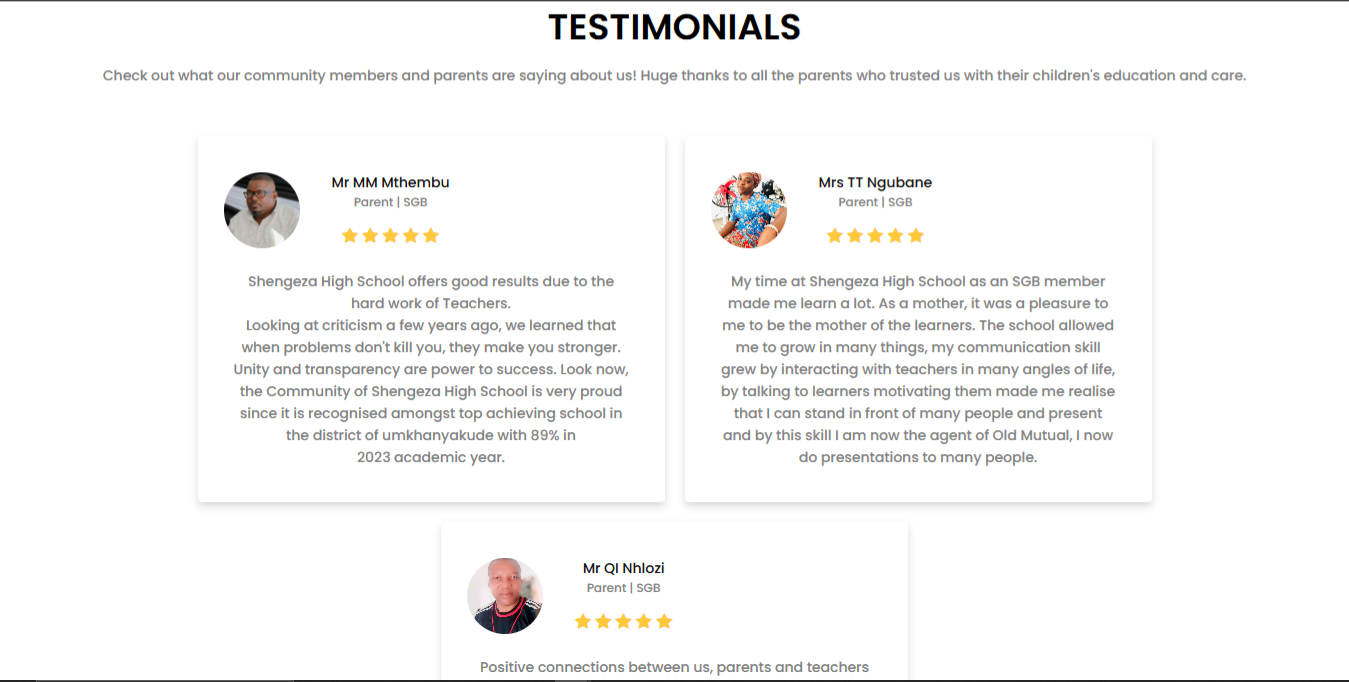 TESTIMONIALS
Check out what our community members and parents are saying about us! Huge thanks to all the parents who trusted us with their children's education and care.
Mr MM Mthembu
Parent | SGB
Shengeza High School offers good results due to the
hard work of Teachers.
Looking at criticism a few years ago, we learned that
when problems don't kill you, they make you stronger.
Unity and transparency are power to success. Look now,
the Community of Shengeza High School is very proud
since it is recognised amongst top achieving school in
the district of umkhanyakude with 89% in
2023 academic year.
Mrs TT Ngubane
Parent | SGB
My time at Shengeza High School as an SGB member
made me learn a lot. As a mother, it was a pleasure to
me to be the mother of the learners. The school allowed
me to grow in many things, my communication skill
grew by interacting with teachers in many angles of life,
by talking to learners motivating them made me realise
that I can stand in front of many people and present
and by this skill I am now the agent of Old Mutual, I now
do presentations to many people.
Mr QI Nhlozi
Parent | SGB
Positive connections between us, parents and teachers